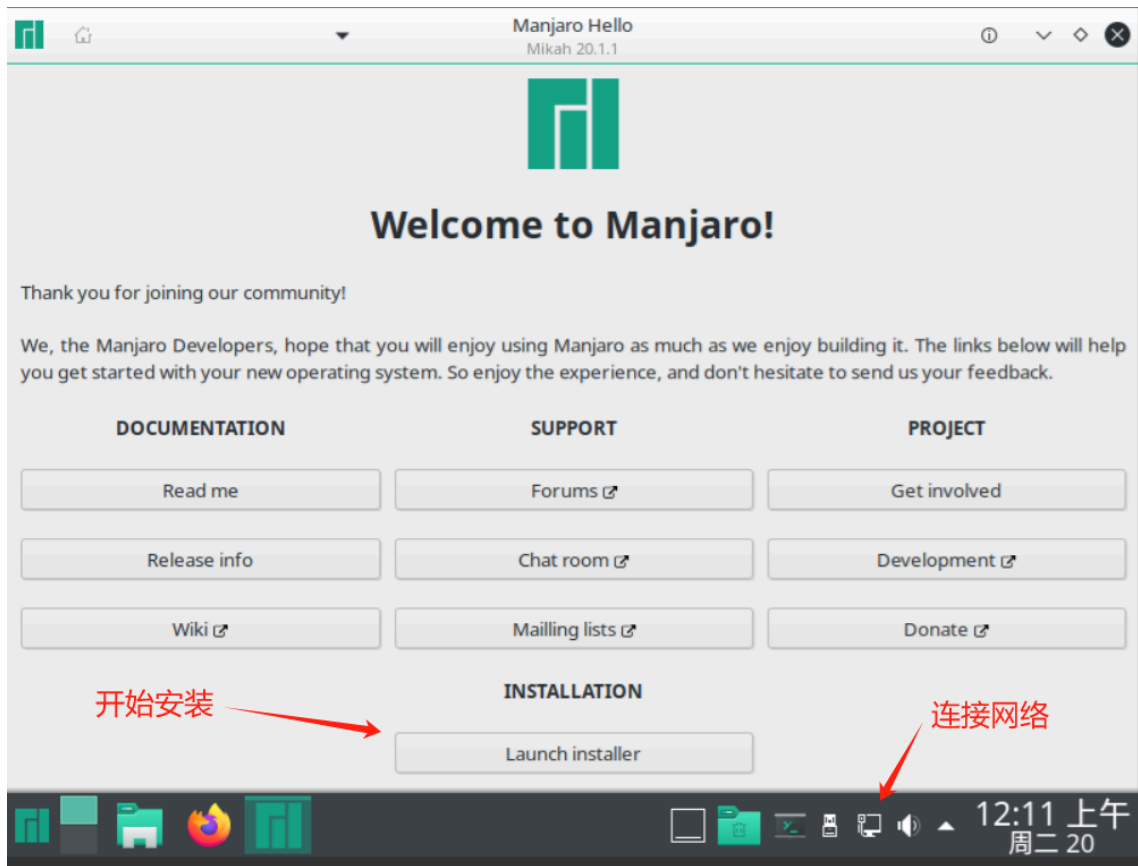 Manjaro Hello
Mikah 20.1.1
Welcome to Manjaro!
Thank you for joining our community!
We, the Manjaro Developers, hope that you will enjoy using Manjaro as much as we enjoy building it. The links below will help
you get started with your new operating system. So enjoy the experience, and don't hesitate to send us your feedback.
DOCUMENTATION SUPPORT PROJECT
Read me Forums Get involved
Release info Chat room Development
Wiki Mailling lists Donate
INSTALLATION
开始安装
连接网络
Launch installer
12:11 上午
周二 20